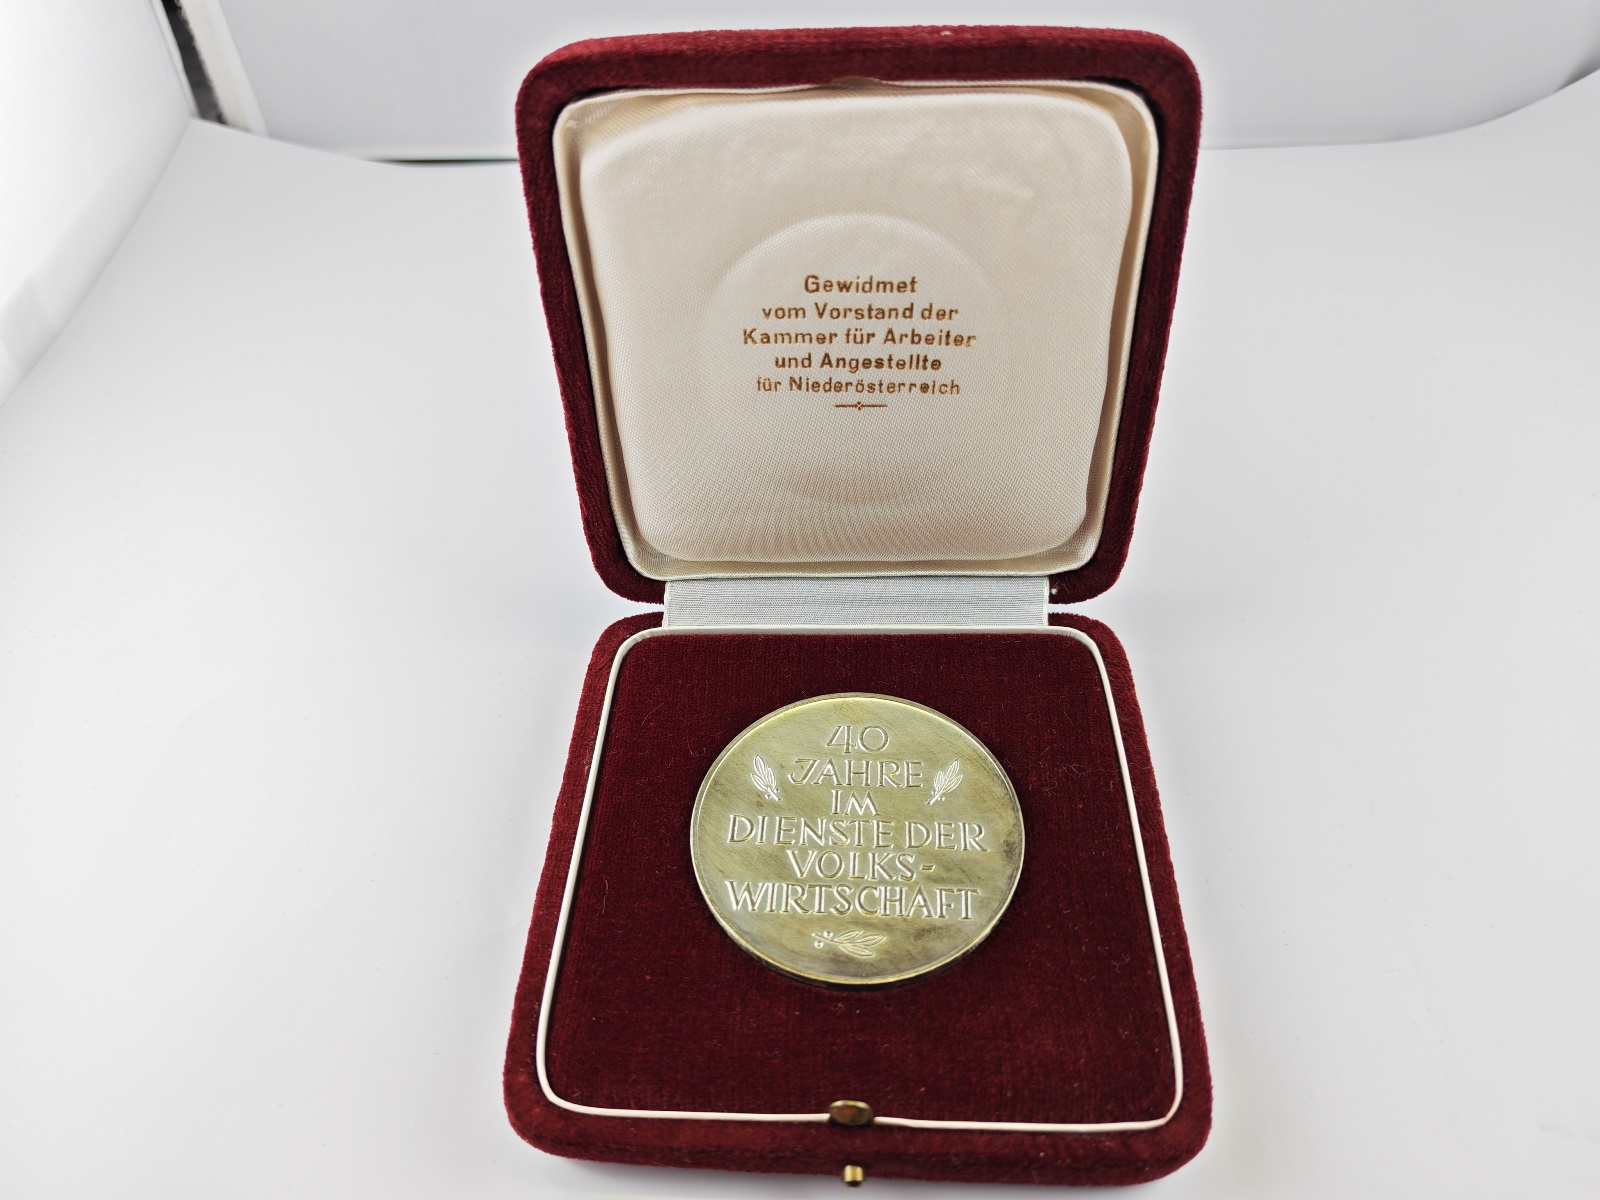 Gewidmet
vom Vorstand der
Kammer für Arbeiter
und Angestellte
für Niederösterreich
40
JAHRE
IM
DIENSTE DER
VOLKS-
WIRTSCHAFT